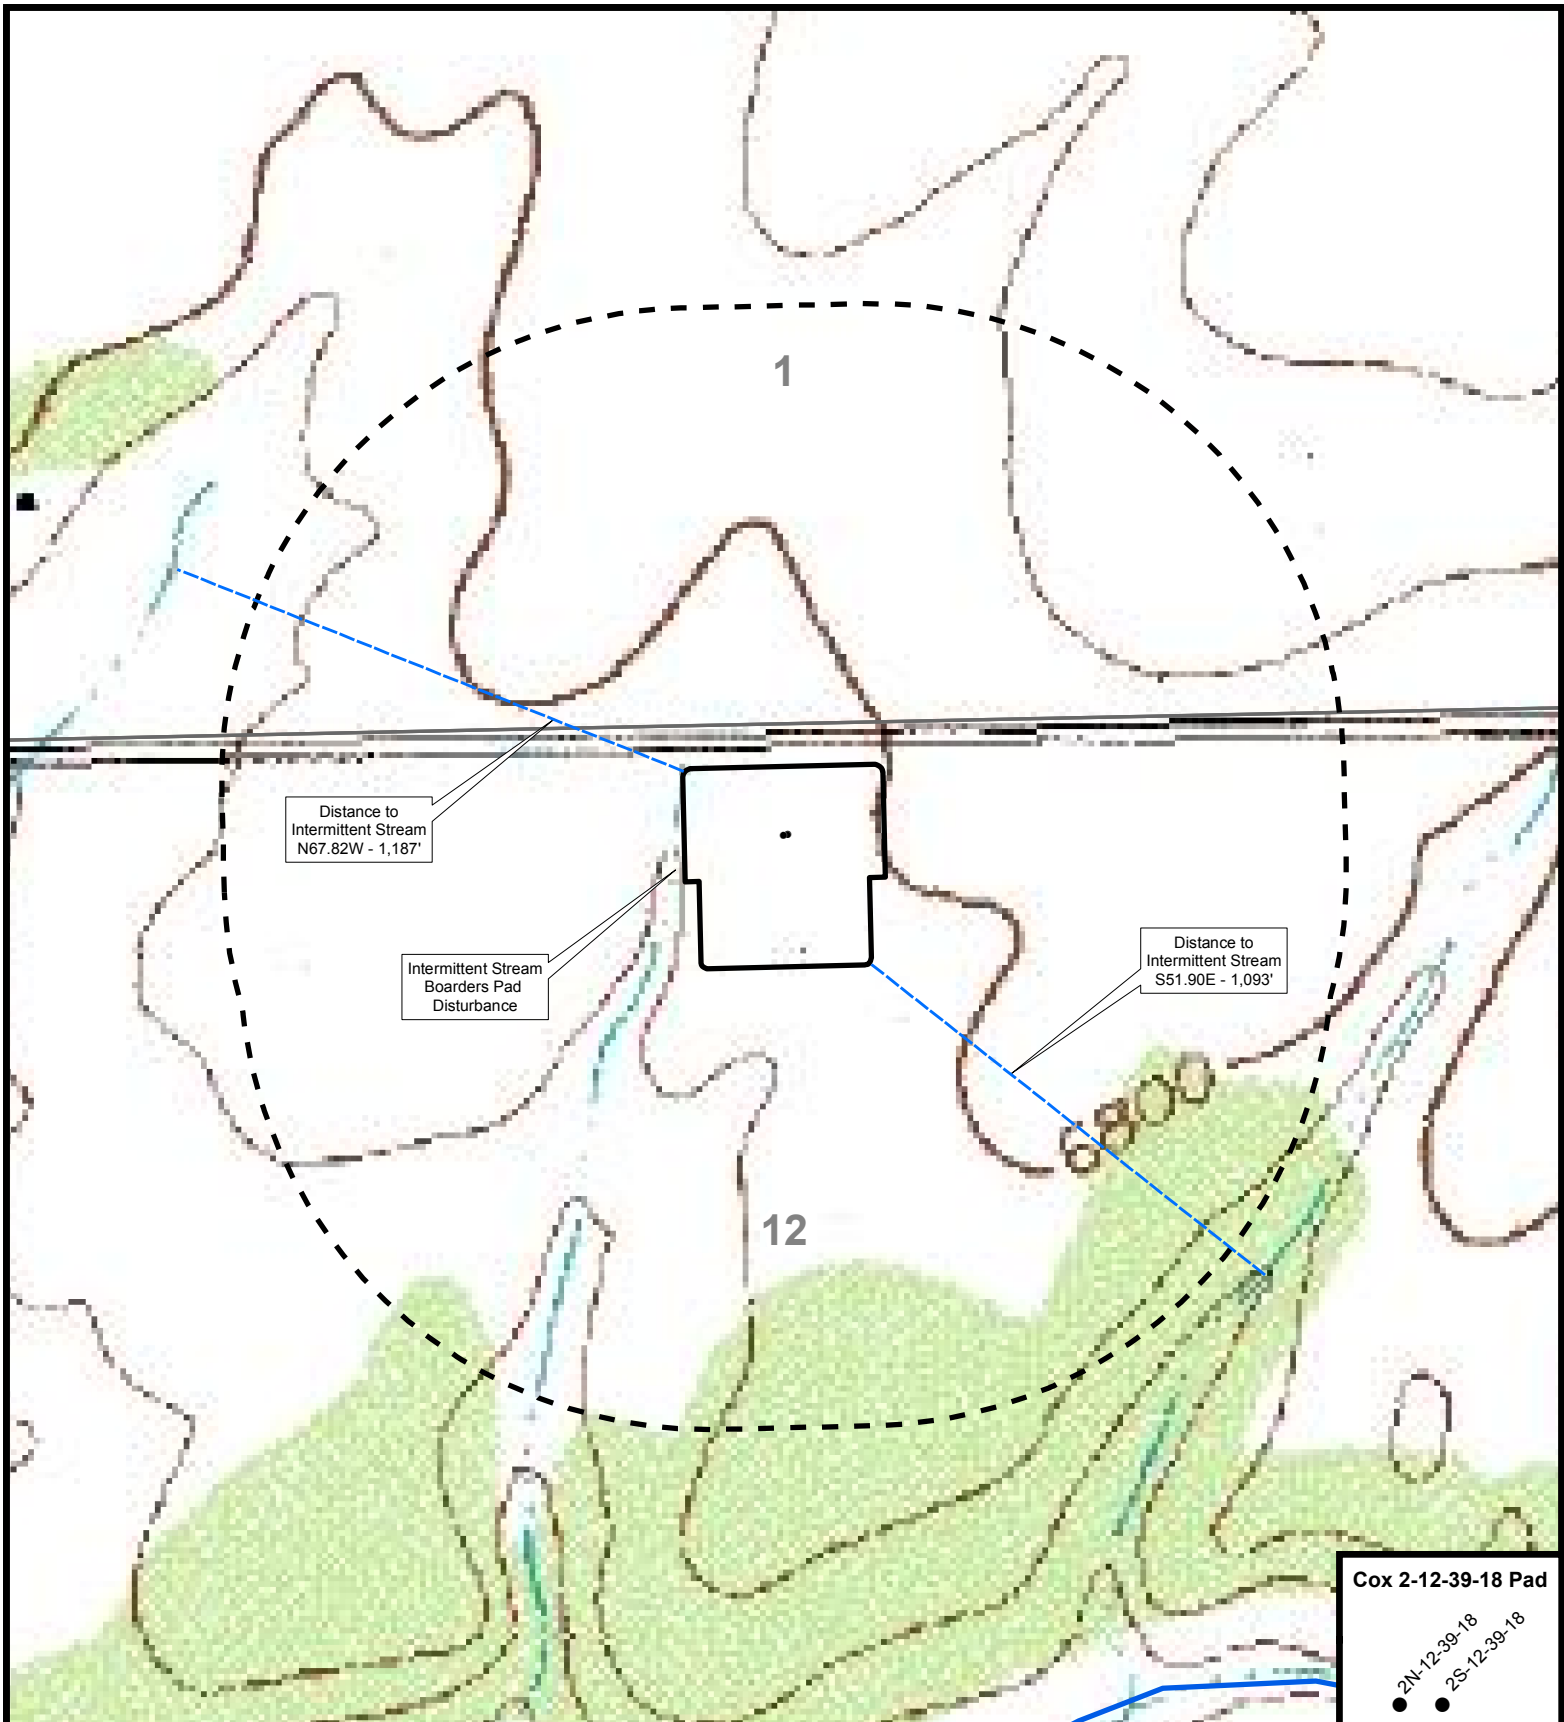 1
Distance to
Intermittent Stream
N67.82W - 1,187'
Intermittent Stream
Boarders Pad
Disturbance
Distance to
Intermittent Stream
S51.90E - 1,093'
6800
12
Cox 2-12-39-18 Pad
2N-12-39-18
2S-12-39-18